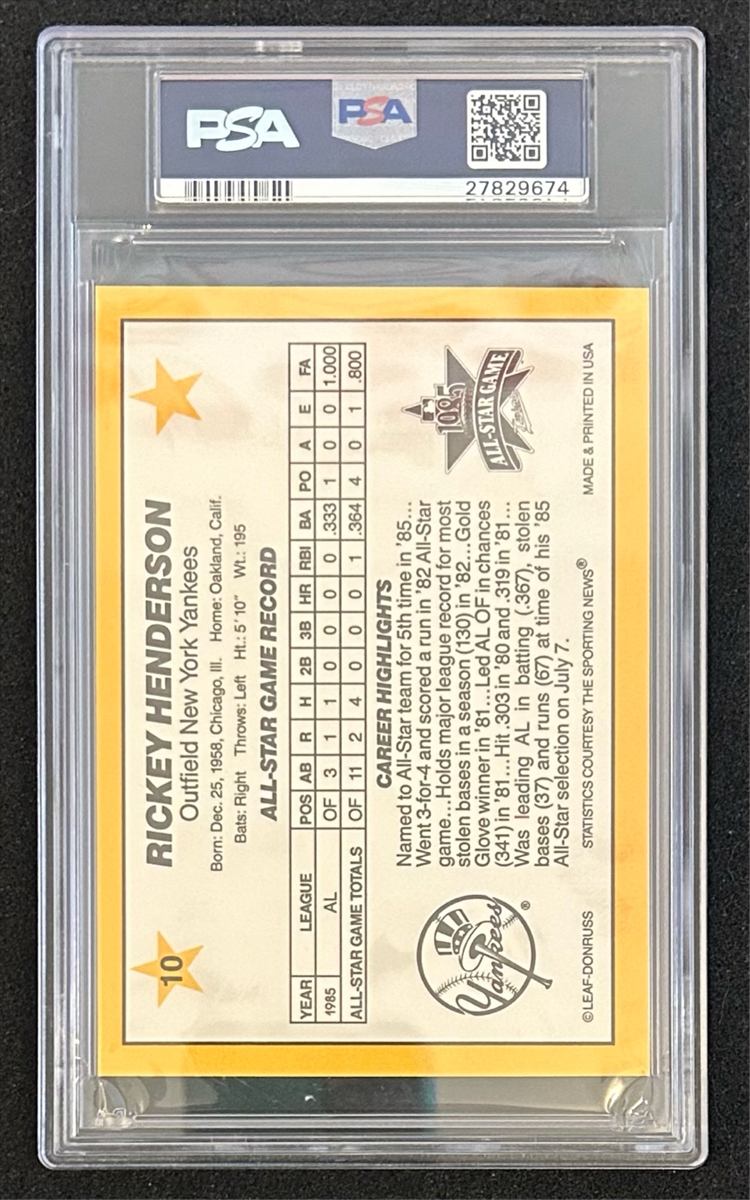 PSA
PSA
27829674
10
RICKEY HENDERSON
Outfield New York Yankees
Born: Dec. 25, 1958, Chicago, Ill. Home: Oakland, Calif.
Bats: Right Throws: Left Ht.: 5'10" Wt.: 195
ALL-STAR GAME RECORD
YEAR LEAGUE POS AB R H 2B 3B HR RBI BA PO A E FA
1985 AL OF 3 1 1 0 0 0 0 .333 1 0 0 1.000
ALL-STAR GAME TOTALS OF 11 2 4 0 0 0 1 .364 4 0 1 .800
CAREER HIGHLIGHTS
Named to All-Star team for 5th time in '85...
Went 3-for-4 and scored a run in '82 All-Star
game...Holds major league record for most
stolen bases in a season (130) in '82...Gold
Glove winner in '81...Led AL OF in chances
(341) in '81...Hit .303 in '80 and .319 in '81...
Was leading AL in batting (.367), stolen
bases (37) and runs (67) at time of his '85
All-Star selection on July 7.
Yankees ®
1985
ALL-STAR GAME
©LEAF-DONRUSS STATISTICS COURTESY THE SPORTING NEWS® MADE & PRINTED IN USA